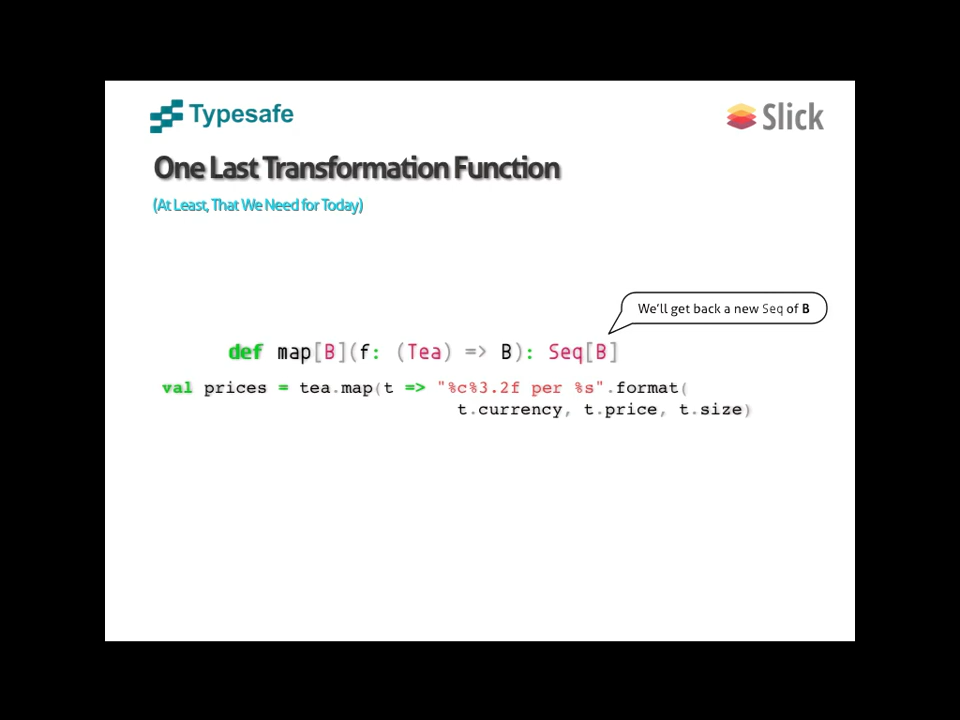 Typesafe
Slick
One Last Transformation Function
(At Least, That We Need for Today)
We'll get back a new Seq of B
def map[B](f: (Tea) => B): Seq[B]
val prices = tea.map(t => "%c%3.2f per %s".format(
t.currency, t.price, t.size)